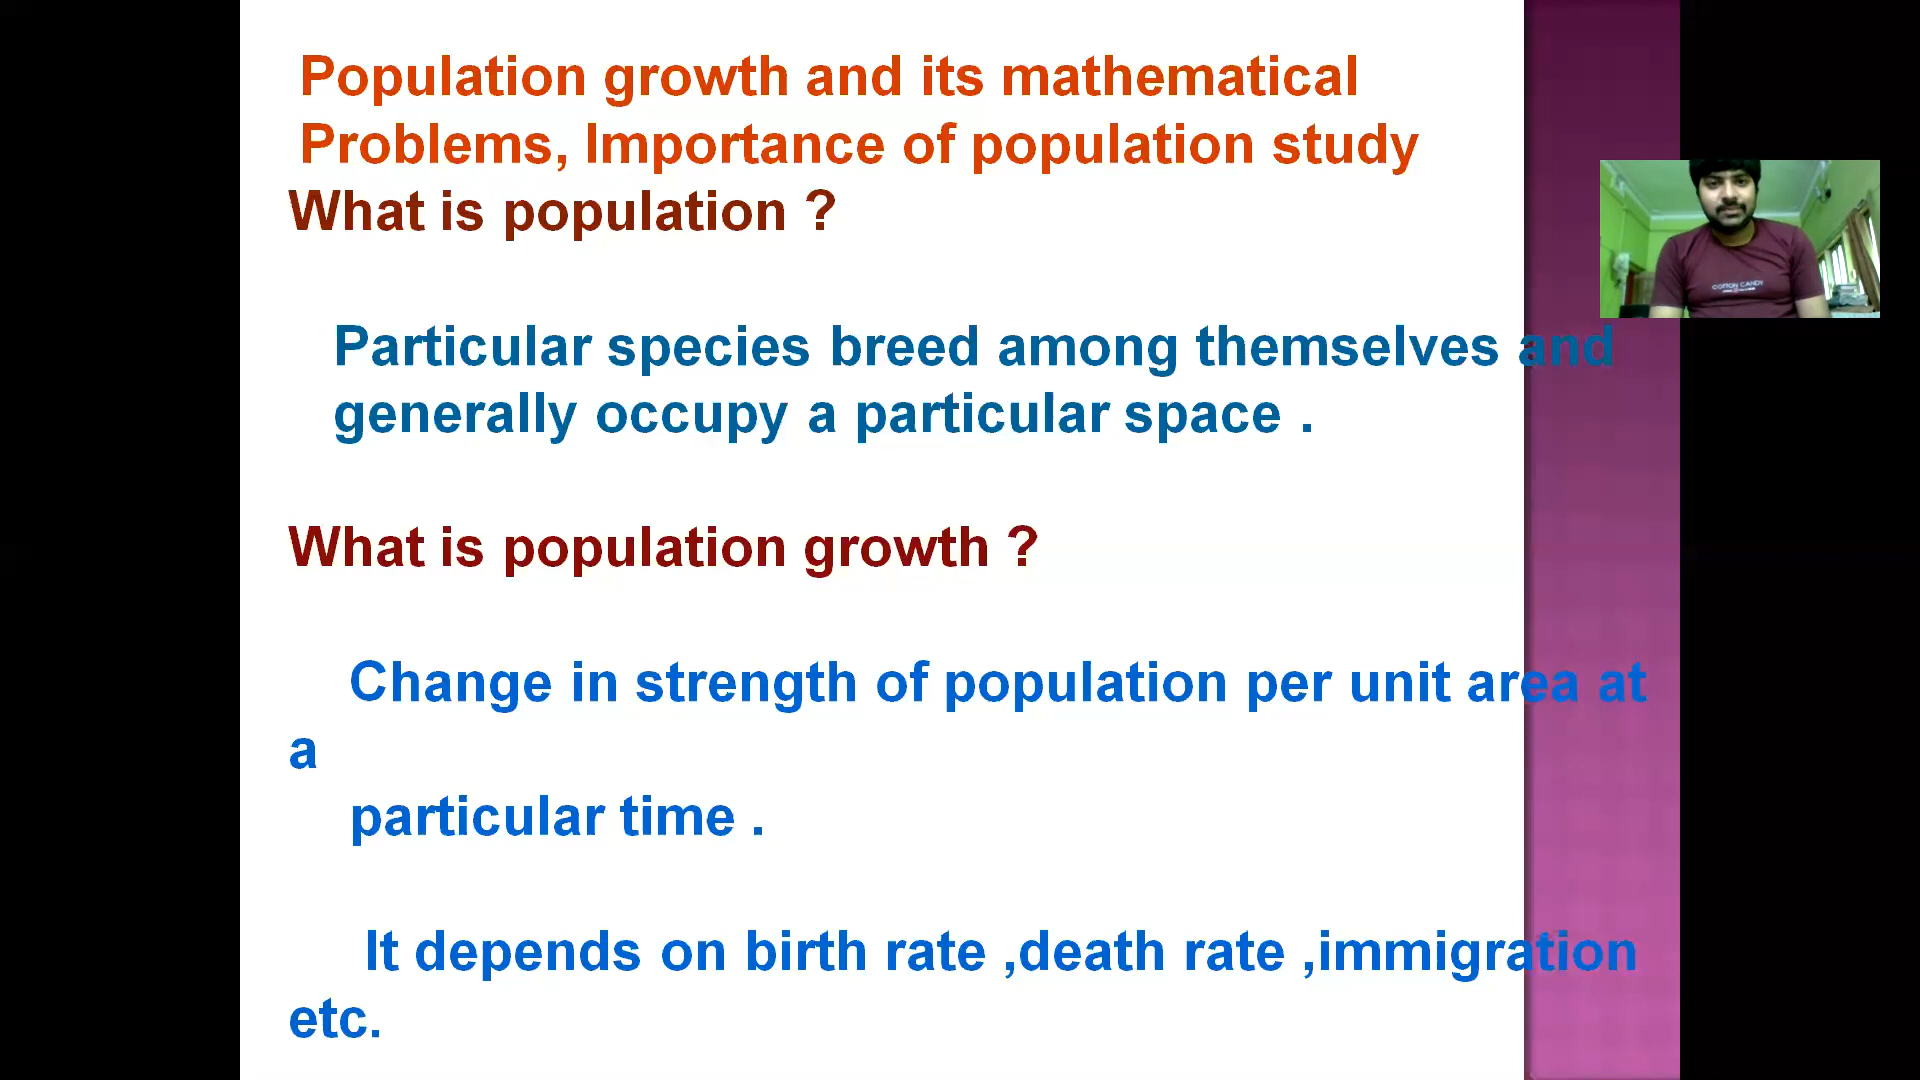 Population growth and its mathematical
Problems, Importance of population study
What is population ?
Particular species breed among themselves and
generally occupy a particular space .
What is population growth ?
Change in strength of population per unit area at
a
particular time .
It depends on birth rate ,death rate ,immigration
etc.
COTTON CANDY